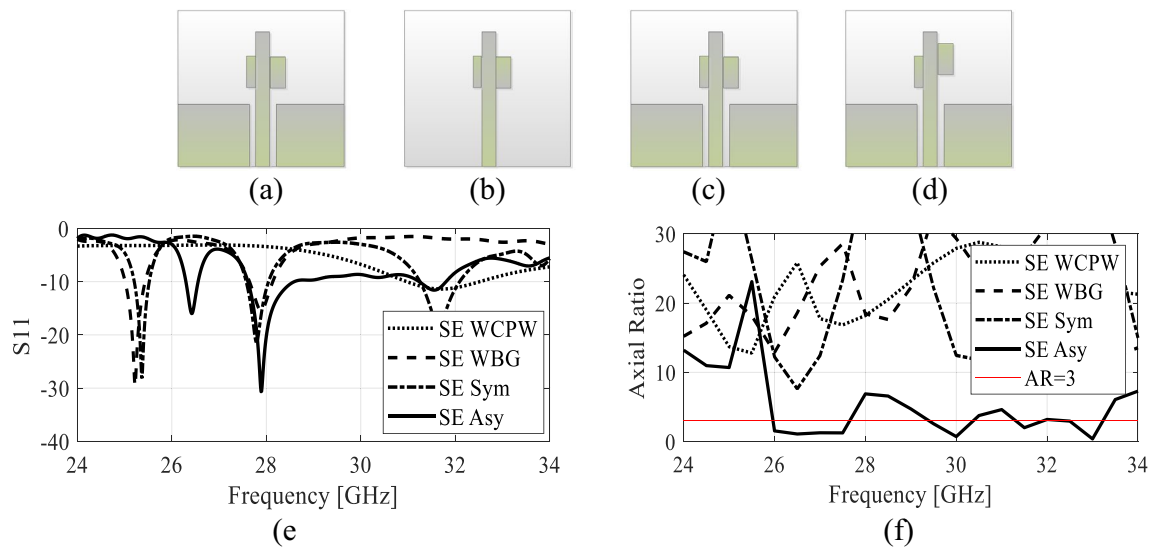 (a) (b) (c) (d)
0
-10
-20
-30
-40
S11
SE WCPW
SE WBG
SE Sym
SE Asy
24 26 28 30 32 34
Frequency [GHz]
(e)
30
20
10
0
Axial Ratio
SE WCPW
SE WBG
SE Sym
SE Asy
AR=3
24 26 28 30 32 34
Frequency [GHz]
(f)